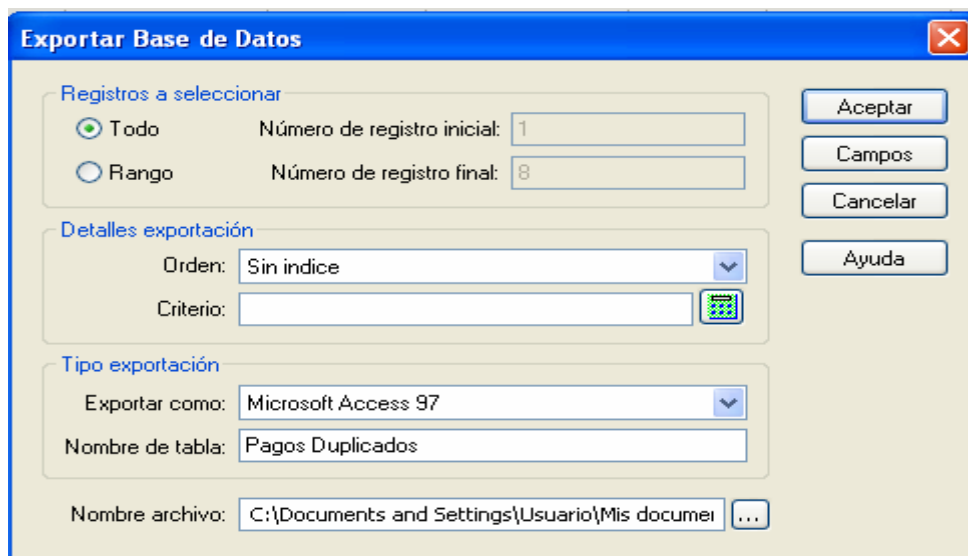 Exportar Base de Datos
Registros a seleccionar
Todo
Número de registro inicial: 1
Rango
Número de registro final: 8
Aceptar
Campos
Cancelar
Ayuda
Detalles exportación
Orden: Sin indice
Criterio:
Tipo exportación
Exportar como: Microsoft Access 97
Nombre de tabla: Pagos Duplicados
Nombre archivo: C:\Documents and Settings\Usuario\Mis documei ...